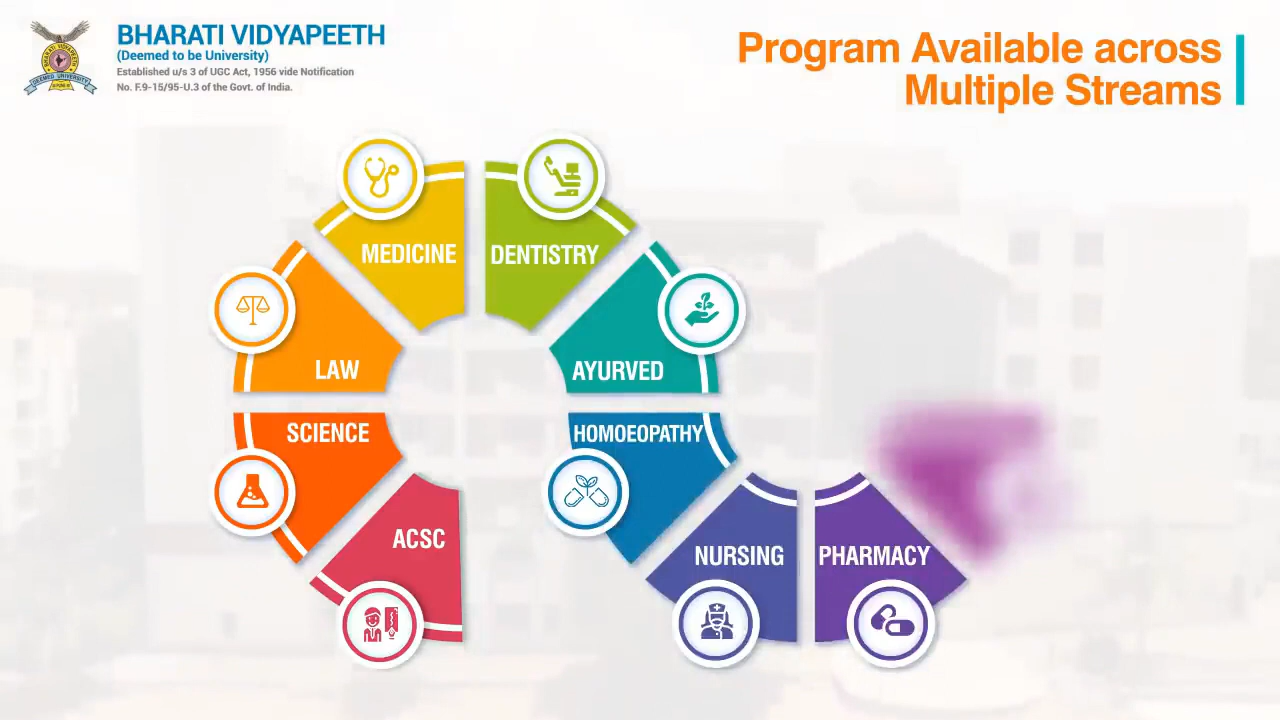 BHARATI VIDYAPEETH
(Deemed to be University)
Established u/s 3 of UGC Act, 1956 vide Notification
No. F.9-15/95-U.3 of the Govt. of India.
Program Available across
Multiple Streams
MEDICINE
DENTISTRY
LAW
AYURVED
SCIENCE
HOMOEOPATHY
ACSC
NURSING
PHARMACY